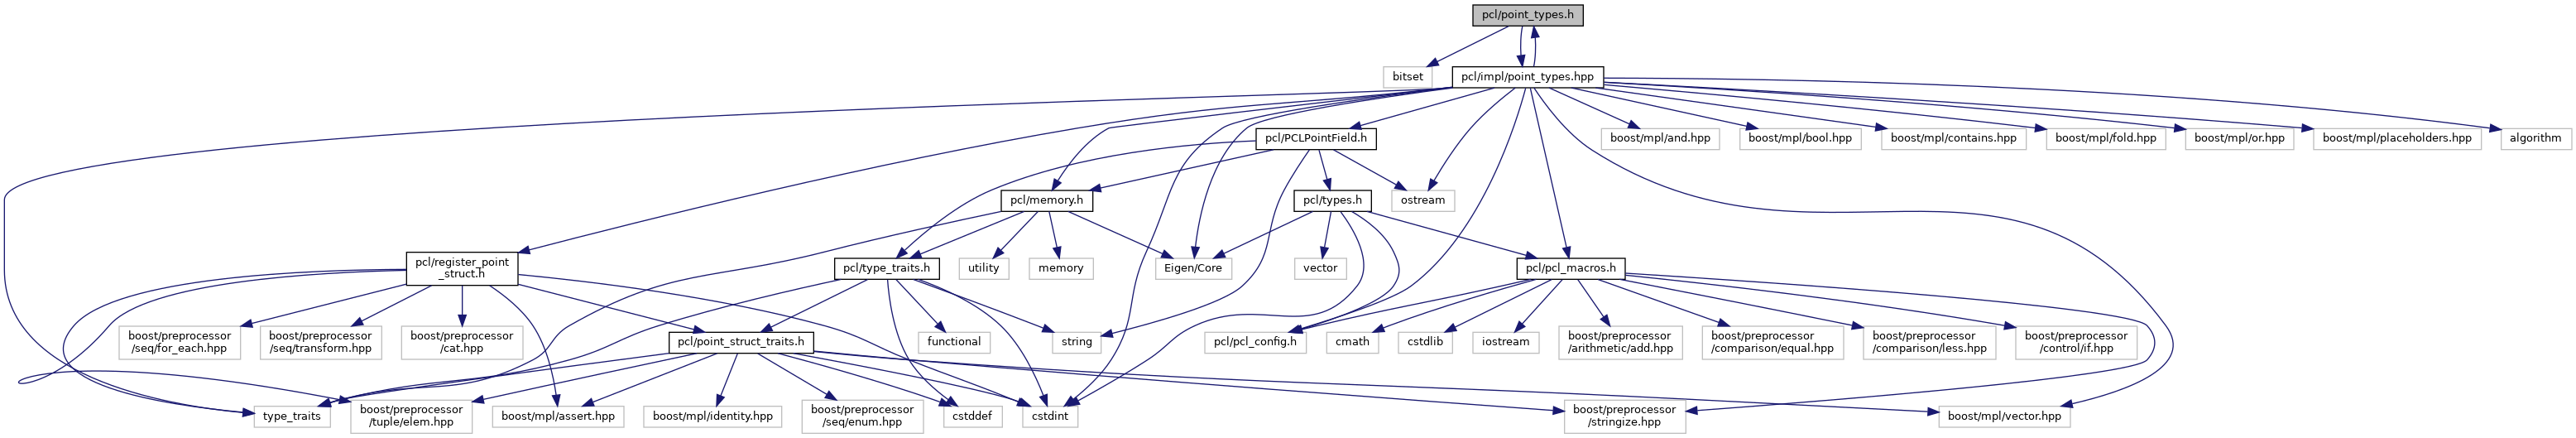 pcl/point_types.h
bitset
pcl/impl/point_types.hpp
pcl/PCLPointField.h
boost/mpl/and.hpp
boost/mpl/bool.hpp
boost/mpl/contains.hpp
boost/mpl/fold.hpp
boost/mpl/or.hpp
boost/mpl/placeholders.hpp
algorithm
pcl/memory.h
pcl/types.h
ostream
pcl/register_point
_struct.h
pcl/type_traits.h
utility
memory
Eigen/Core
vector
pcl/pcl_macros.h
boost/preprocessor
/seq/for_each.hpp
boost/preprocessor
/seq/transform.hpp
boost/preprocessor
/cat.hpp
pcl/point_struct_traits.h
functional
string
pcl/pcl_config.h
cmath
cstdlib
iostream
boost/preprocessor
/arithmetic/add.hpp
boost/preprocessor
/comparison/equal.hpp
boost/preprocessor
/comparison/less.hpp
boost/preprocessor
/control/if.hpp
type_traits
boost/preprocessor
/tuple/elem.hpp
boost/mpl/assert.hpp
boost/mpl/identity.hpp
boost/preprocessor
/seq/enum.hpp
cstddef
cstdint
boost/preprocessor
/stringize.hpp
boost/mpl/vector.hpp